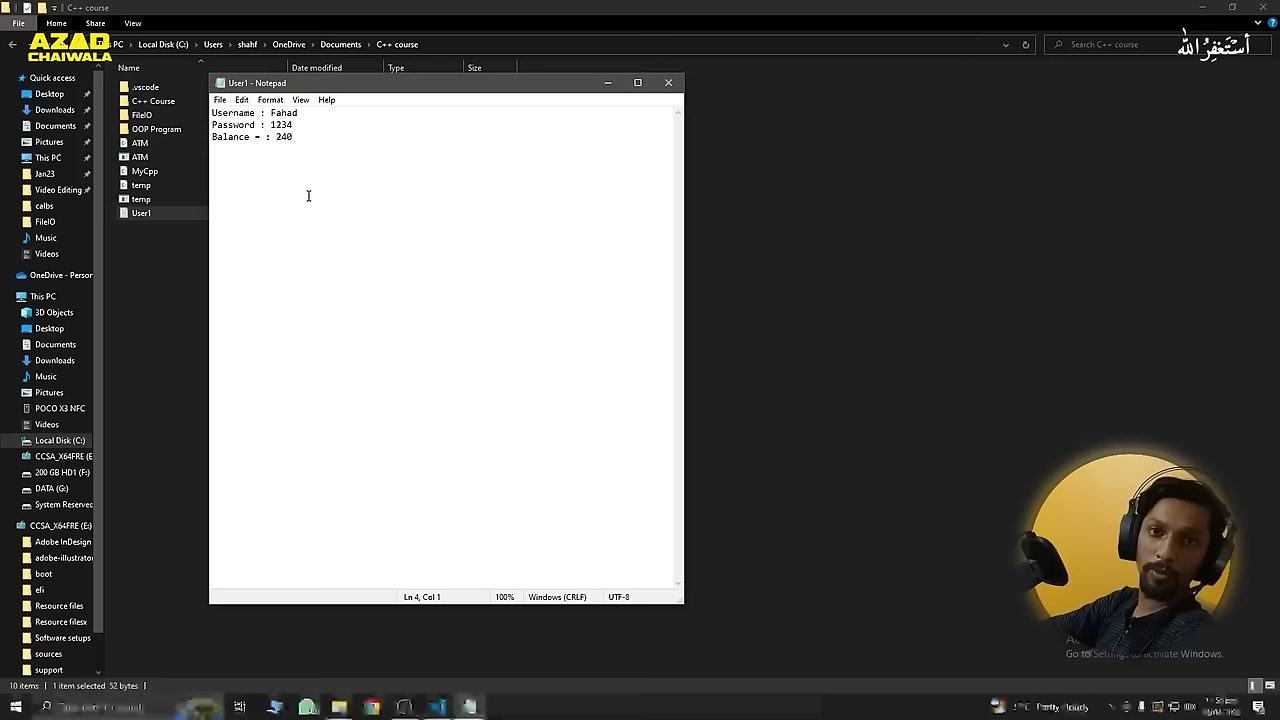 C++ course
File
Home
Share
View
AZAD
CHAIWALA
PC
Local Disk (C:)
Users
shahf
OneDrive
Documents
C++ course
Search C++ course
أستغفر الله
Name
Date modified
Type
Size
Quick access
Desktop
Downloads
Documents
Pictures
This PC
Jan23
Video Editing
calbs
FileIO
Music
Videos
OneDrive - Person
This PC
3D Objects
Desktop
Documents
Downloads
Music
Pictures
POCO X3 NFC
Videos
Local Disk (C:)
CCSA_X64FRE (E
200 GB HD1 (F:)
DATA (G:)
System Reserved
CCSA_X64FRE (E:)
Adobe InDesign
adobe-illustrator
boot
efi
Resource files
Resource filesx
Software setups
sources
support
.vscode
C++ Course
FileIO
OOP Program
ATM
ATM
MyCpp
temp
temp
User1
User1 - Notepad
File Edit Format View Help
Username : Fahad
Password : 1234
Balance = : 240
Ln 4, Col 1
100%
Windows (CRLF)
UTF-8
Go to Settings to activate Windows.
10 items
1 item selected 52 bytes